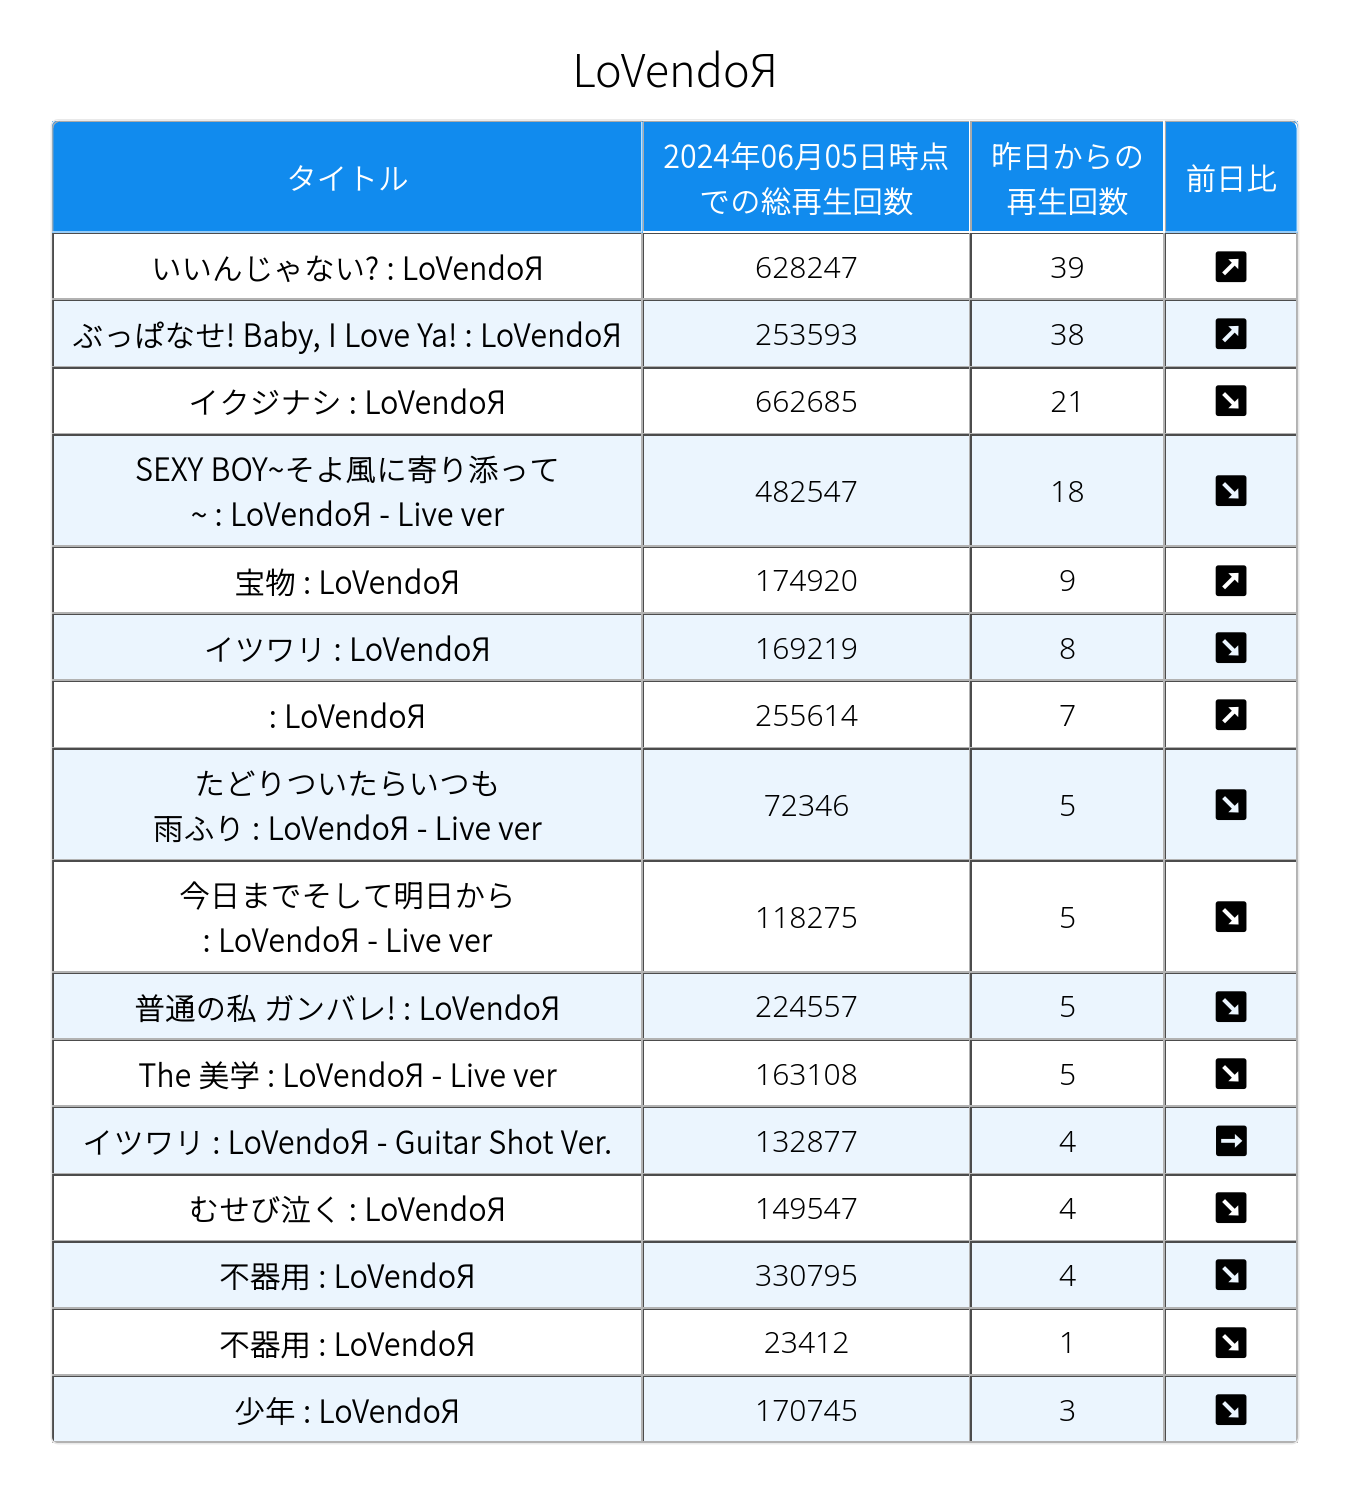 LoVendoЯ
タイトル
2024年06月05日時点
での総再生回数
昨日からの
再生回数
前日比
いいんじゃない? : LoVendoЯ
628247
39
ぶっぱなせ! Baby, I Love Ya! : LoVendoЯ
253593
38
イクジナシ : LoVendoЯ
662685
21
SEXY BOY~そよ風に寄り添って
~ : LoVendoЯ - Live ver
482547
18
宝物 : LoVendoЯ
174920
9
イツワリ : LoVendoЯ
169219
8
: LoVendoЯ
255614
7
たどりついたらいつも
雨ふり : LoVendoЯ - Live ver
72346
5
今日までそして明日から
: LoVendoЯ - Live ver
118275
5
普通の私 ガンバレ! : LoVendoЯ
224557
5
The 美学 : LoVendoЯ - Live ver
163108
5
イツワリ : LoVendoЯ - Guitar Shot Ver.
132877
4
むせび泣く : LoVendoЯ
149547
4
不器用 : LoVendoЯ
330795
4
不器用 : LoVendoЯ
23412
1
少年 : LoVendoЯ
170745
3